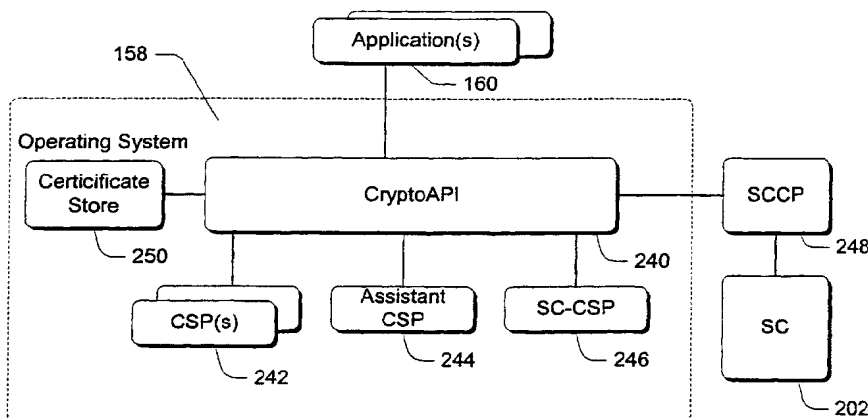 Application(s)
158
160
Operating System
Certicificate
Store
CryptoAPI
SCCP
250
240
248
CSP(s)
Assistant
CSP
SC-CSP
SC
242
244
246
202